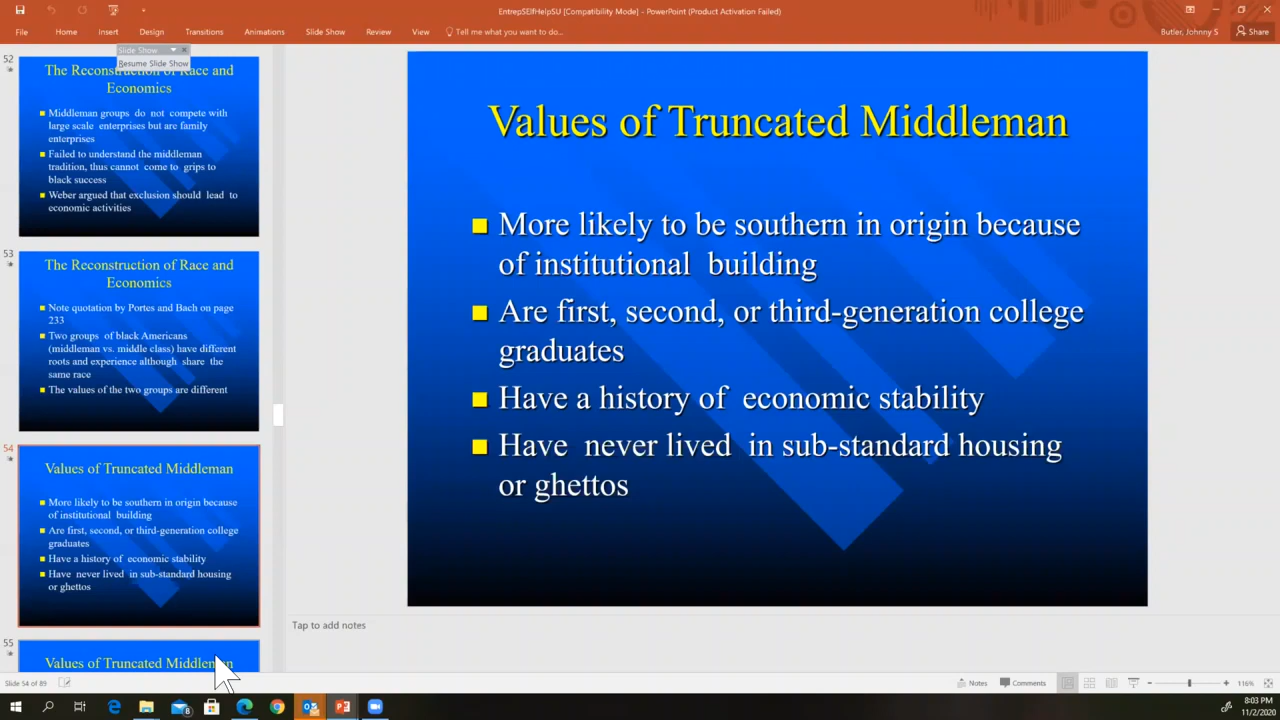 EntrepSElfHelpSU [Compatibility Mode] - PowerPoint (Product Activation Failed)
File Home Insert Design Transitions Animations Slide Show Review View Tell me what you want to do... Butler, Johnny S Share
Slide Show
Resume Slide Show
52
The Reconstruction of Race and
Economics
Middleman groups do not compete with
large scale enterprises but are family
enterprises
Failed to understand the middleman
tradition, thus cannot come to grips to
black success
Weber argued that exclusion should lead to
economic activities
53
The Reconstruction of Race and
Economics
Note quotation by Portes and Bach on page
233
Two groups of black Americans
(middleman vs. middle class) have different
roots and experience although share the
same race
The values of the two groups are different
54
Values of Truncated Middleman
More likely to be southern in origin because
of institutional building
Are first, second, or third-generation college
graduates
Have a history of economic stability
Have never lived in sub-standard housing
or ghettos
55
Values of Truncated Middleman
Values of Truncated Middleman
More likely to be southern in origin because
of institutional building
Are first, second, or third-generation college
graduates
Have a history of economic stability
Have never lived in sub-standard housing
or ghettos
Tap to add notes
Slide 54 of 89 Notes Comments 116%
8:03 PM
11/2/2020